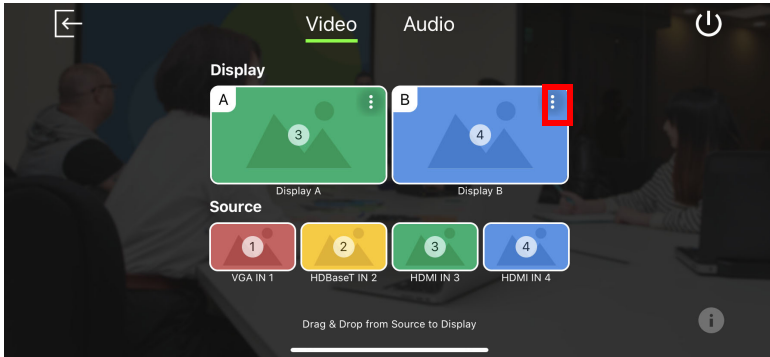 Video Audio
Display
A B
3 4
Display A Display B
Source
1 2 3 4
VGA IN 1 HDBaseT IN 2 HDMI IN 3 HDMI IN 4
Drag & Drop from Source to Display
i